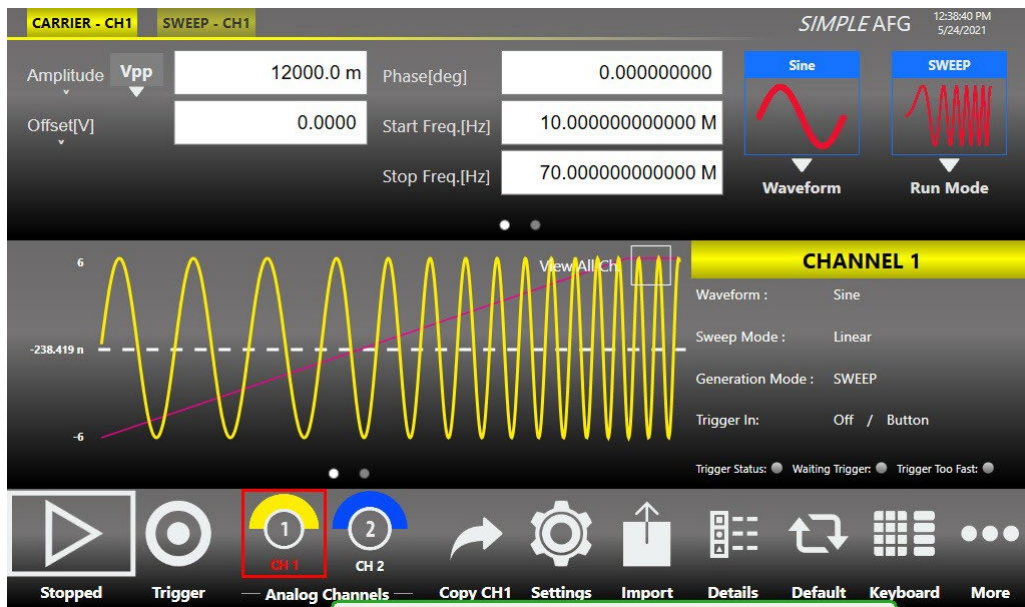 CARRIER - CH1 SWEEP - CH1 SIMPLE AFG 12:38:40 PM
5/24/2021
Amplitude Vpp 12000.0 m Phase[deg] 0.000000000 Sine SWEEP
Offset[V] 0.0000 Start Freq.[Hz] 10.000000000000 M
Stop Freq.[Hz] 70.000000000000 M
Waveform Run Mode
6 View All Ch. CHANNEL 1
Waveform : Sine
Sweep Mode : Linear
-238.419 n
Generation Mode : SWEEP
Trigger In: Off / Button
-6
Trigger Status: Waiting Trigger: Trigger Too Fast:
1 2
CH 1 CH 2
Stopped Trigger Analog Channels Copy CH1 Settings Import Details Default Keyboard More